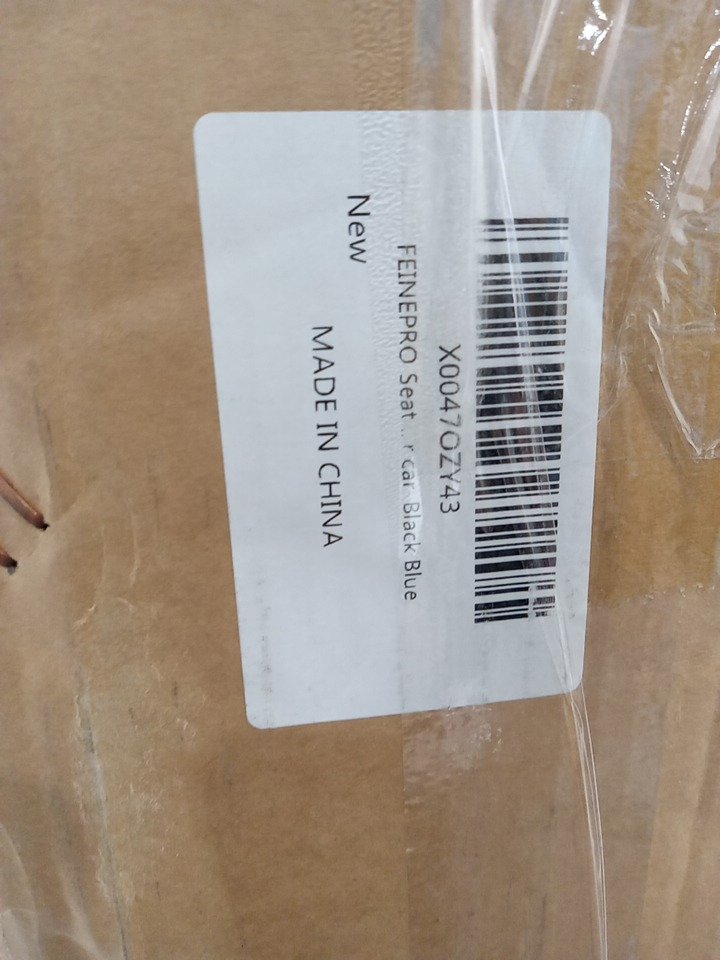 X0047OZY43
FEINEPRO Seat ... r car Black Blue
New
MADE IN CHINA